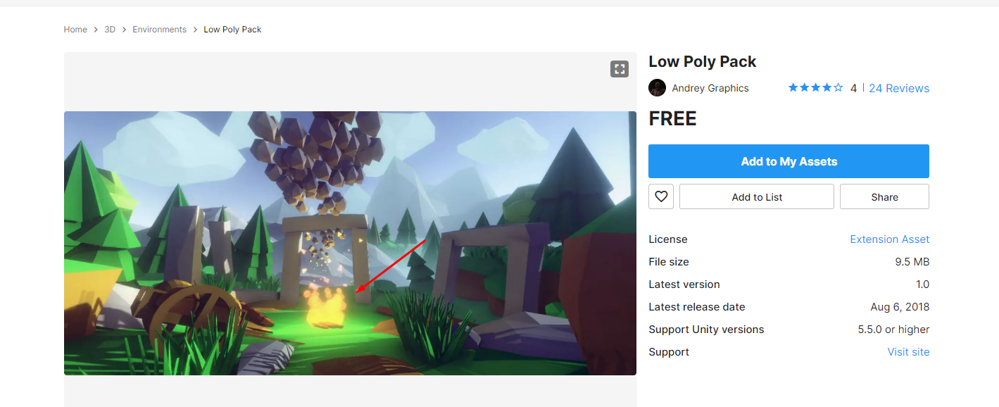 Home > 3D > Environments > Low Poly Pack
Low Poly Pack
Andrey Graphics 4 | 24 Reviews
FREE
Add to My Assets
Add to List Share
License Extension Asset
File size 9.5 MB
Latest version 1.0
Latest release date Aug 6, 2018
Support Unity versions 5.5.0 or higher
Support Visit site